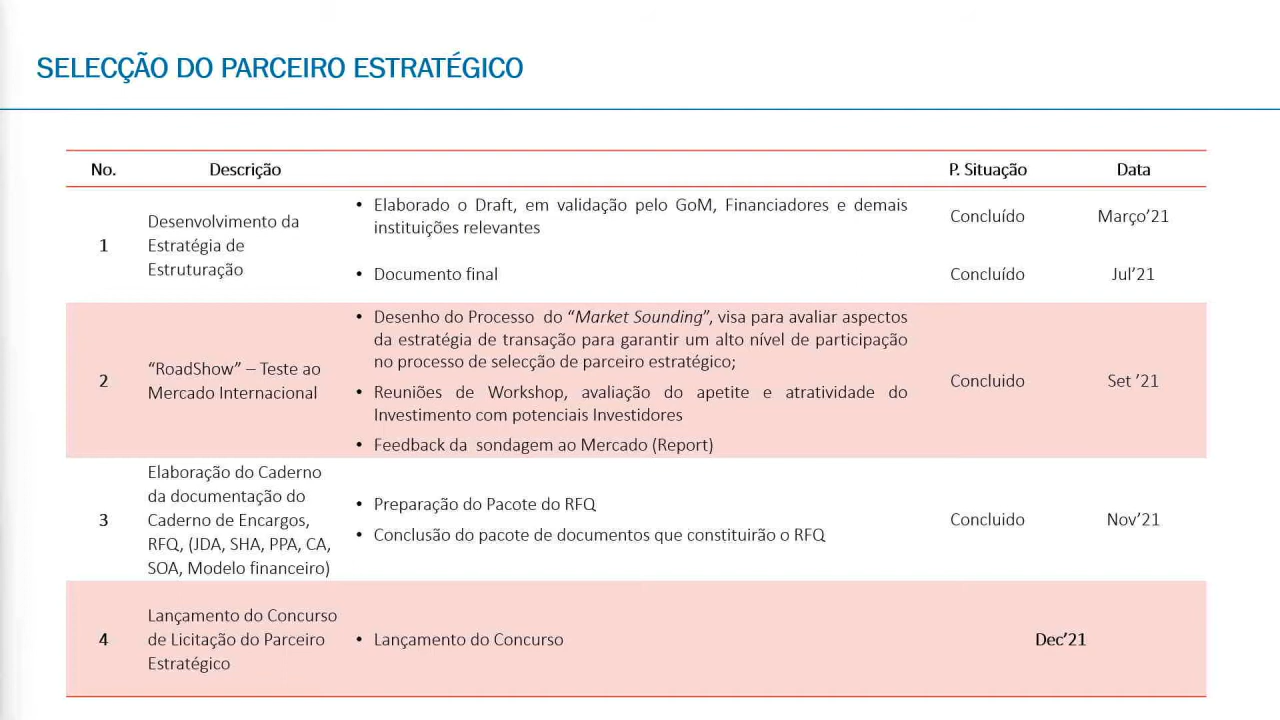 SELECÇÃO DO PARCEIRO ESTRATÉGICO
No. Descrição P. Situação Data
1
Desenvolvimento da
Estratégia de
Estruturação
• Elaborado o Draft, em validação pelo GoM, Financiadores e demais
instituições relevantes
Concluído Março’21
• Documento final
Concluído Jul’21
2
“RoadShow” – Teste ao
Mercado Internacional
• Desenho do Processo do “Market Sounding”, visa para avaliar aspectos
da estratégia de transação para garantir um alto nível de participação
no processo de selecção de parceiro estratégico;
• Reuniões de Workshop, avaliação do apetite e atratividade do
Investimento com potenciais Investidores
• Feedback da sondagem ao Mercado (Report)
Concluido Set ’21
3
Elaboração do Caderno
da documentação do
Caderno de Encargos,
RFQ, (JDA, SHA, PPA, CA,
SOA, Modelo financeiro)
• Preparação do Pacote do RFQ
• Conclusão do pacote de documentos que constituirão o RFQ
Concluido Nov’21
4
Lançamento do Concurso
de Licitação do Parceiro
Estratégico
• Lançamento do Concurso
Dec’21